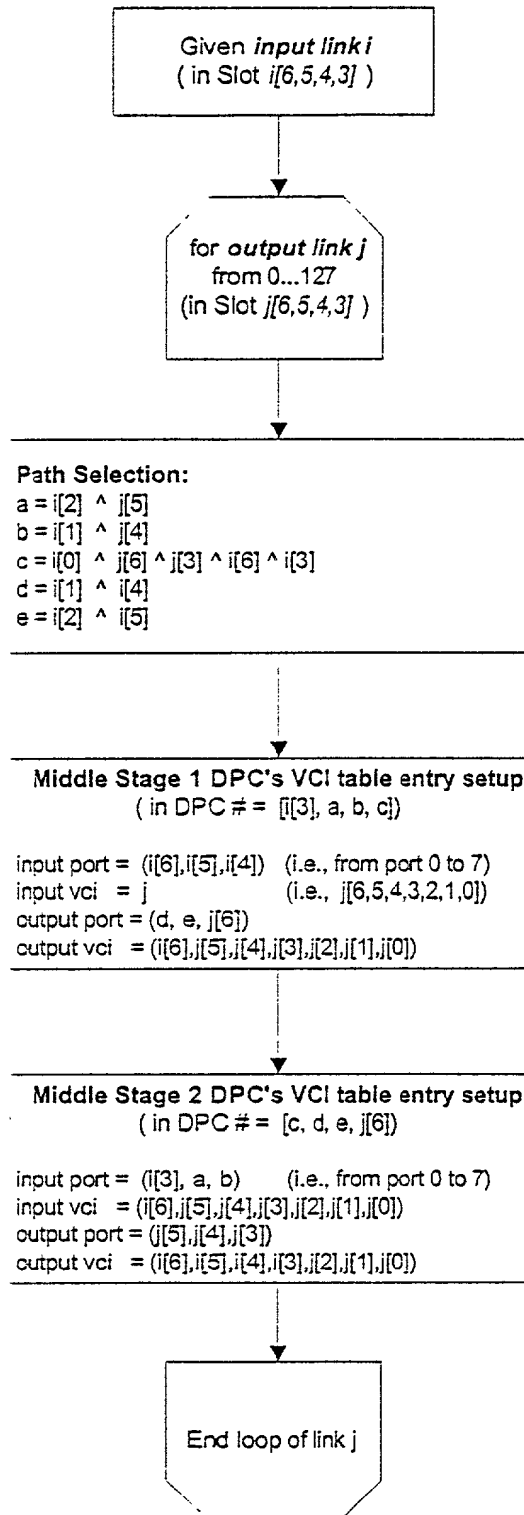 Given input link i
( in Slot i[6,5,4,3] )
for output link j
from 0...127
(in Slot j[6,5,4,3] )
Path Selection:
a = i[2] ^ j[5]
b = i[1] ^ j[4]
c = i[0] ^ j[6] ^ j[3] ^ i[6] ^ i[3]
d = i[1] ^ i[4]
e = i[2] ^ i[5]
Middle Stage 1 DPC's VCI table entry setup
( in DPC # = [i[3], a, b, c])
input port = (i[6],i[5],i[4]) (i.e., from port 0 to 7)
input vci = j (i.e., j[6,5,4,3,2,1,0])
output port = (d, e, j[6])
output vci = (i[6],j[5],j[4],j[3],j[2],j[1],j[0])
Middle Stage 2 DPC's VCI table entry setup
( in DPC # = [c, d, e, j[6])
input port = (i[3], a, b) (i.e., from port 0 to 7)
input vci = (i[6],j[5],j[4],j[3],j[2],j[1],j[0])
output port = (j[5],j[4],j[3])
output vci = (i[6],i[5],i[4],i[3],j[2],j[1],j[0])
End loop of link j